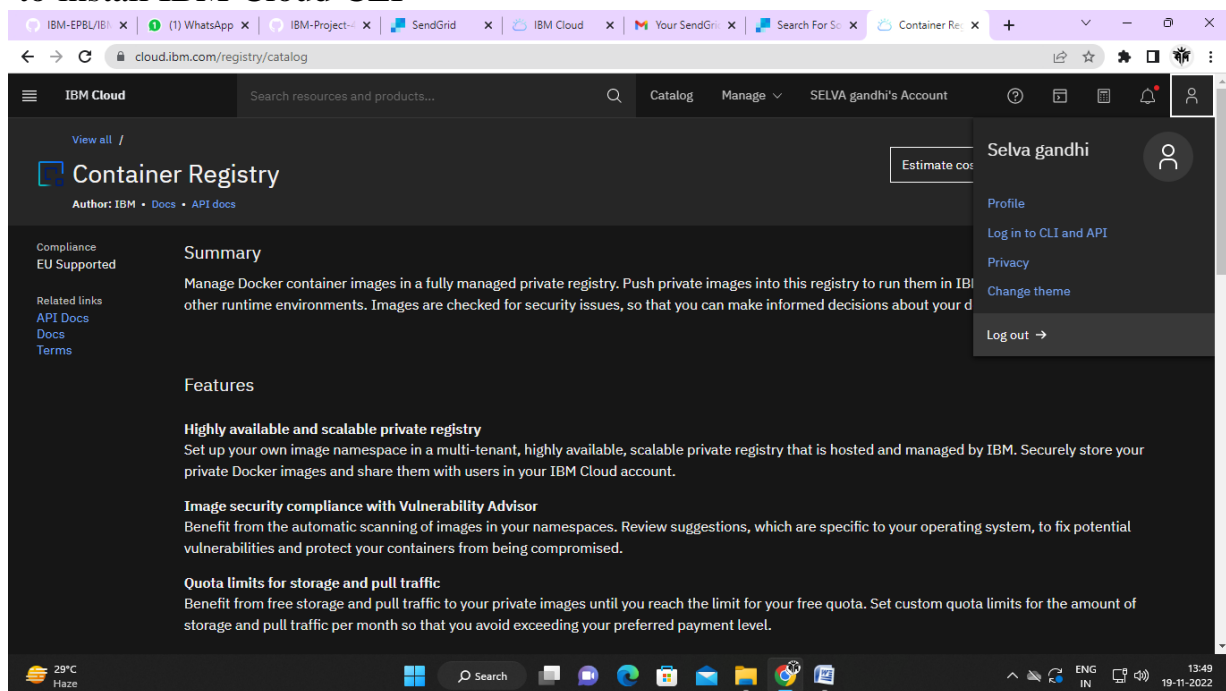 to install IBM Cloud CLI
IBM-EPBL/IB
(1) WhatsApp
IBM-Project-4
SendGrid
IBM Cloud
Your SendGri
Search For So
Container Reg
cloud.ibm.com/registry/catalog
IBM Cloud
Search resources and products...
Catalog
Manage
SELVA gandhi's Account
View all /
Container Registry
Author: IBM • Docs • API docs
Estimate cos
Selva gandhi
Profile
Log in to CLI and API
Privacy
Change theme
Log out →
Compliance
EU Supported
Related links
API Docs
Docs
Terms
Summary
Manage Docker container images in a fully managed private registry. Push private images into this registry to run them in IB
other runtime environments. Images are checked for security issues, so that you can make informed decisions about your d
Features
Highly available and scalable private registry
Set up your own image namespace in a multi-tenant, highly available, scalable private registry that is hosted and managed by IBM. Securely store your
private Docker images and share them with users in your IBM Cloud account.
Image security compliance with Vulnerability Advisor
Benefit from the automatic scanning of images in your namespaces. Review suggestions, which are specific to your operating system, to fix potential
vulnerabilities and protect your containers from being compromised.
Quota limits for storage and pull traffic
Benefit from free storage and pull traffic to your private images until you reach the limit for your free quota. Set custom quota limits for the amount of
storage and pull traffic per month so that you avoid exceeding your preferred payment level.
29°C
Haze
Search
ENG
IN
13:49
19-11-2022